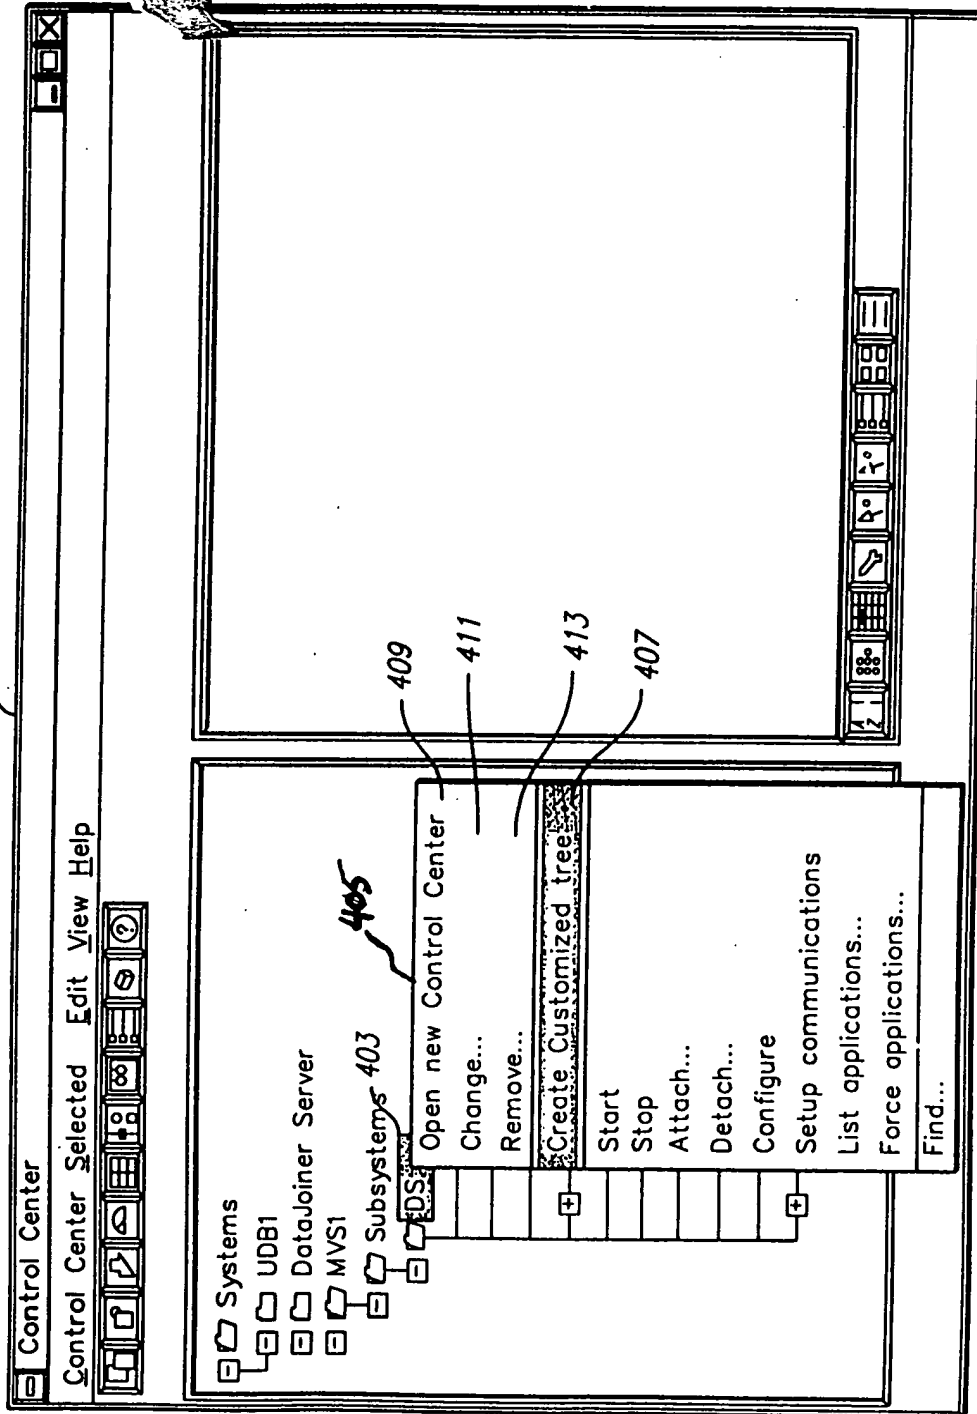 Control Center
Control Center Selected Edit View Help
Systems
UDB1
DataJoiner Server
MVS1
Subsystems 403
DS
405
Open new Control Center 409
Change... 411
Remove... 413
Create Customized tree 407
Start
Stop
Attach...
Detach...
Configure
Setup communications
List applications...
Force applications...
Find...
A
Z